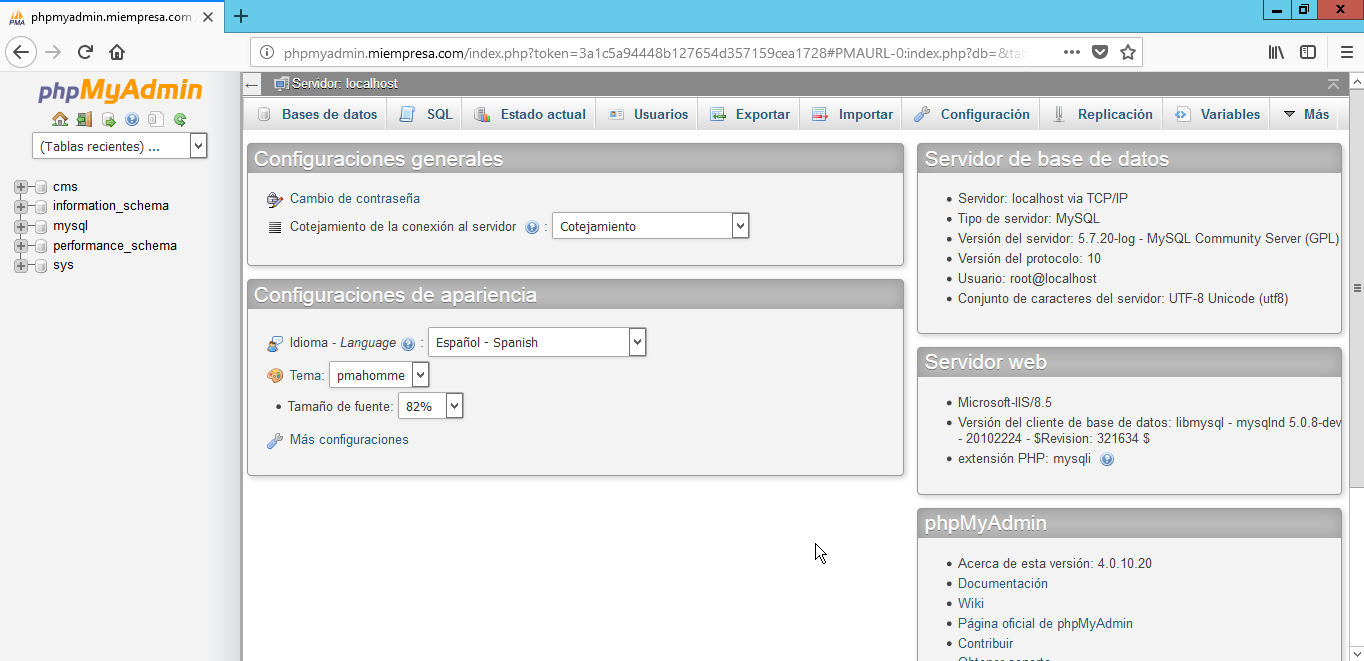 phpmyadmin.miempresa.com
phpmyadmin.miempresa.com/index.php?token=3a1c5a94448b127654d357159cea1728#PMAURL-0:index.php?db=&tab
phpMyAdmin
(Tablas recientes) ...
cms
information_schema
mysql
performance_schema
sys
Servidor: localhost
Bases de datos SQL Estado actual Usuarios Exportar Importar Configuración Replicación Variables Más
Configuraciones generales
Cambio de contraseña
Cotejamiento de la conexión al servidor : Cotejamiento
Configuraciones de apariencia
Idioma - Language : Español - Spanish
Tema: pmahomme
Tamaño de fuente: 82%
Más configuraciones
Servidor de base de datos
Servidor: localhost via TCP/IP
Tipo de servidor: MySQL
Versión del servidor: 5.7.20-log - MySQL Community Server (GPL)
Versión del protocolo: 10
Usuario: root@localhost
Conjunto de caracteres del servidor: UTF-8 Unicode (utf8)
Servidor web
Microsoft-IIS/8.5
Versión del cliente de base de datos: libmysql - mysqlnd 5.0.8-dev
- 20102224 - $Revision: 321634 $
extensión PHP: mysqli
phpMyAdmin
Acerca de esta versión: 4.0.10.20
Documentación
Wiki
Página oficial de phpMyAdmin
Contribuir
Obtener soporte